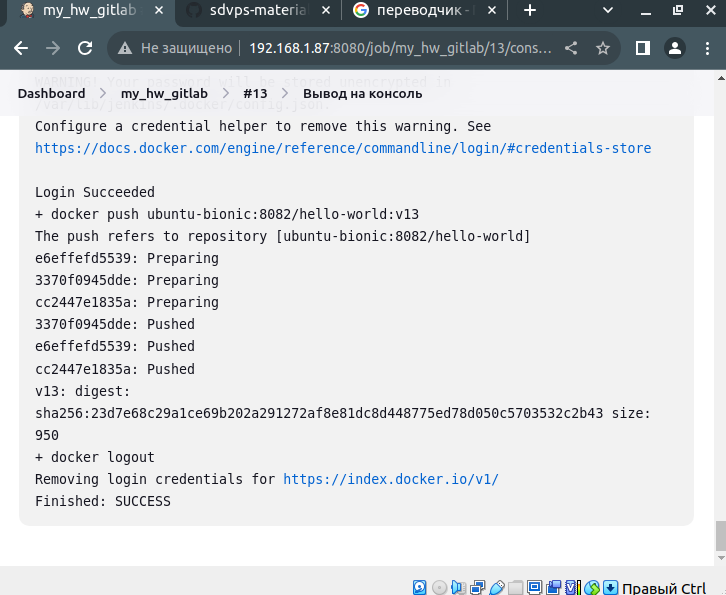 my_hw_gitlab
sdvps-materia
переводчик -
Не защищено
192.168.1.87:8080/job/my_hw_gitlab/13/cons...
WARNING! Your password will be stored unencrypted in
/var/lib/jenkins/.docker/config.json.
Dashboard
my_hw_gitlab
#13
Вывод на консоль
Configure a credential helper to remove this warning. See
https://docs.docker.com/engine/reference/commandline/login/#credentials-store
Login Succeeded
+ docker push ubuntu-bionic:8082/hello-world:v13
The push refers to repository [ubuntu-bionic:8082/hello-world]
e6effefd5539: Preparing
3370f0945dde: Preparing
cc2447e1835a: Preparing
3370f0945dde: Pushed
e6effefd5539: Pushed
cc2447e1835a: Pushed
v13: digest:
sha256:23d7e68c29a1ce69b202a291272af8e81dc8d448775ed78d050c5703532c2b43 size:
950
+ docker logout
Removing login credentials for https://index.docker.io/v1/
Finished: SUCCESS
Правый Ctrl